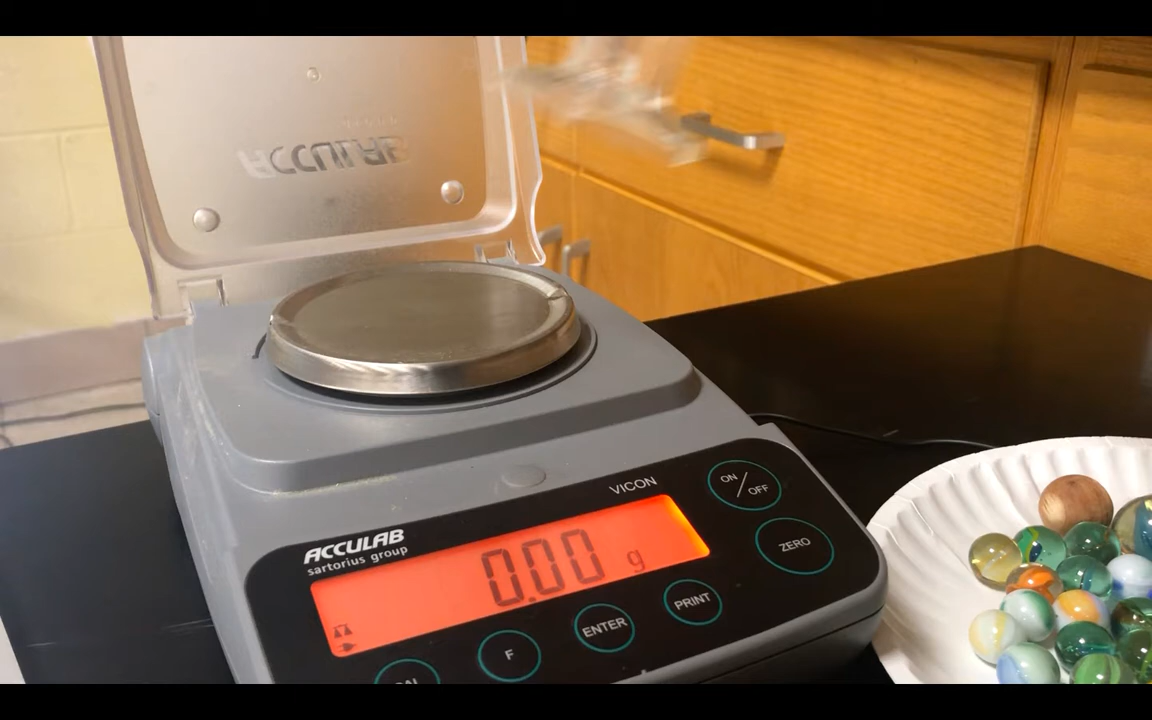 ACCULAB
VICON
ON/OFF
ACCULAB
sartorius group
0.00 g
ZERO
PRINT
ENTER
F